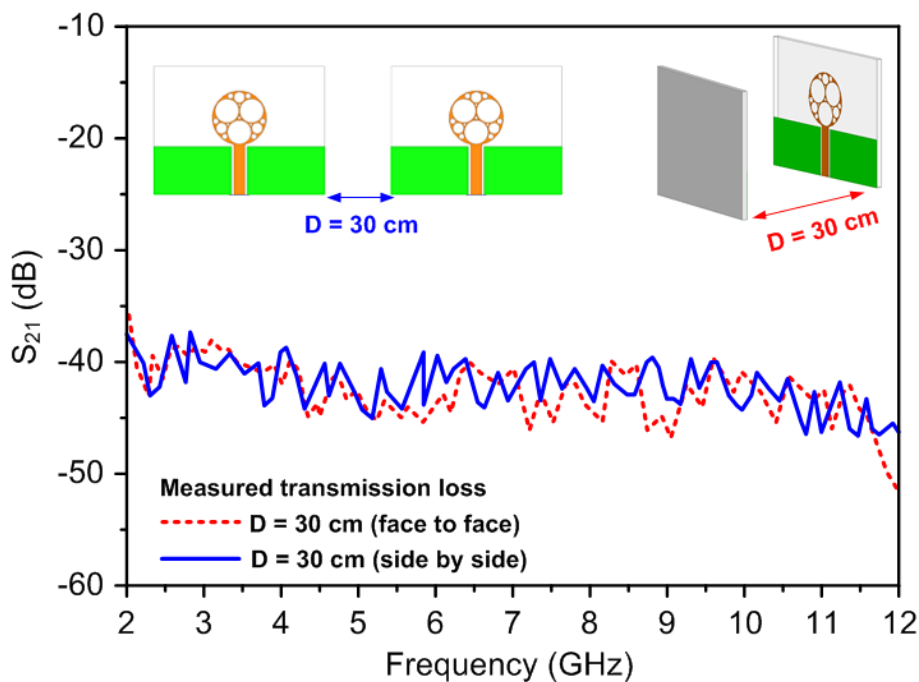 -10
-20
-30
-40
-50
-60
S21 (dB)
D = 30 cm
D = 30 cm
Measured transmission loss
D = 30 cm (face to face)
D = 30 cm (side by side)
2 3 4 5 6 7 8 9 10 11 12
Frequency (GHz)